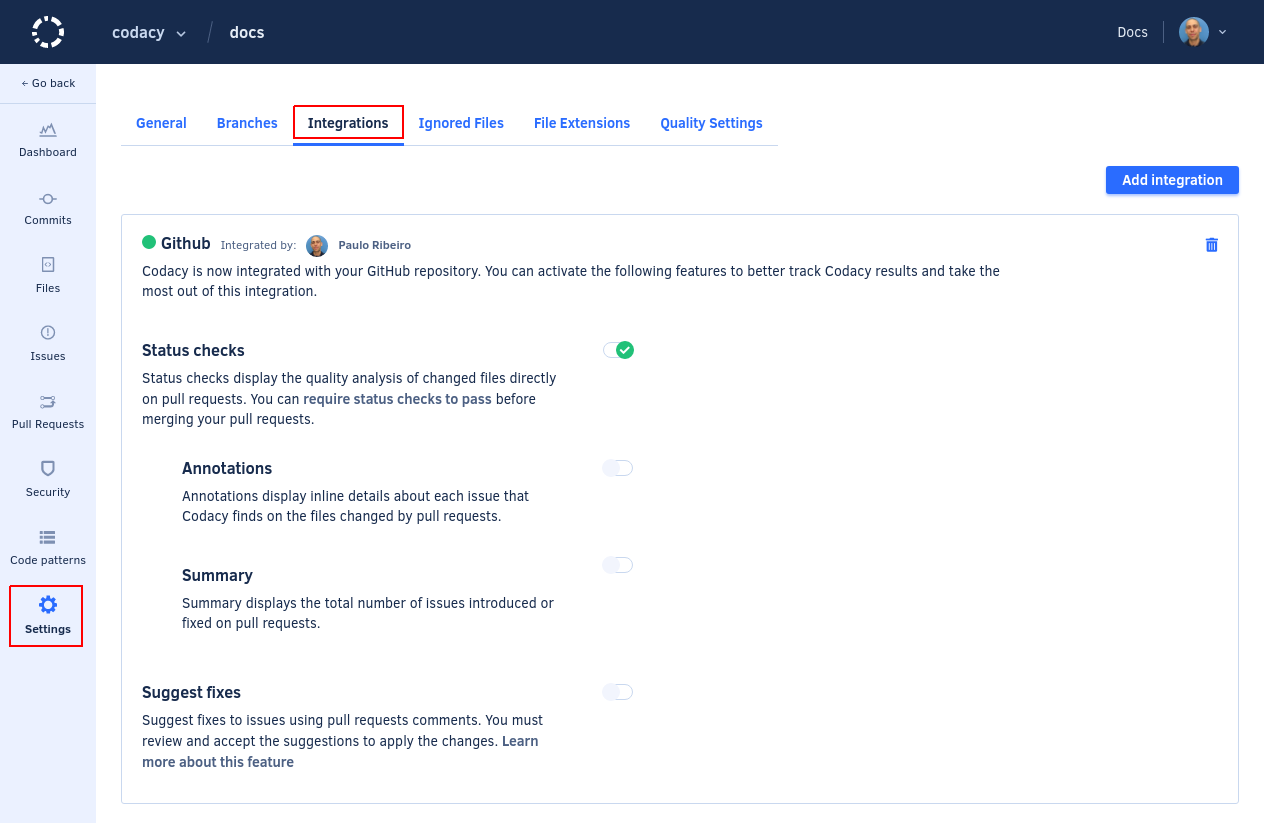 codacy / docs
Docs
← Go back
Dashboard
Commits
Files
Issues
Pull Requests
Security
Code patterns
Settings
General Branches Integrations Ignored Files File Extensions Quality Settings
Add integration
Github Integrated by: Paulo Ribeiro
Codacy is now integrated with your GitHub repository. You can activate the following features to better track Codacy results and take the
most out of this integration.
Status checks
Status checks display the quality analysis of changed files directly
on pull requests. You can require status checks to pass before
merging your pull requests.
Annotations
Annotations display inline details about each issue that
Codacy finds on the files changed by pull requests.
Summary
Summary displays the total number of issues introduced or
fixed on pull requests.
Suggest fixes
Suggest fixes to issues using pull requests comments. You must
review and accept the suggestions to apply the changes. Learn
more about this feature